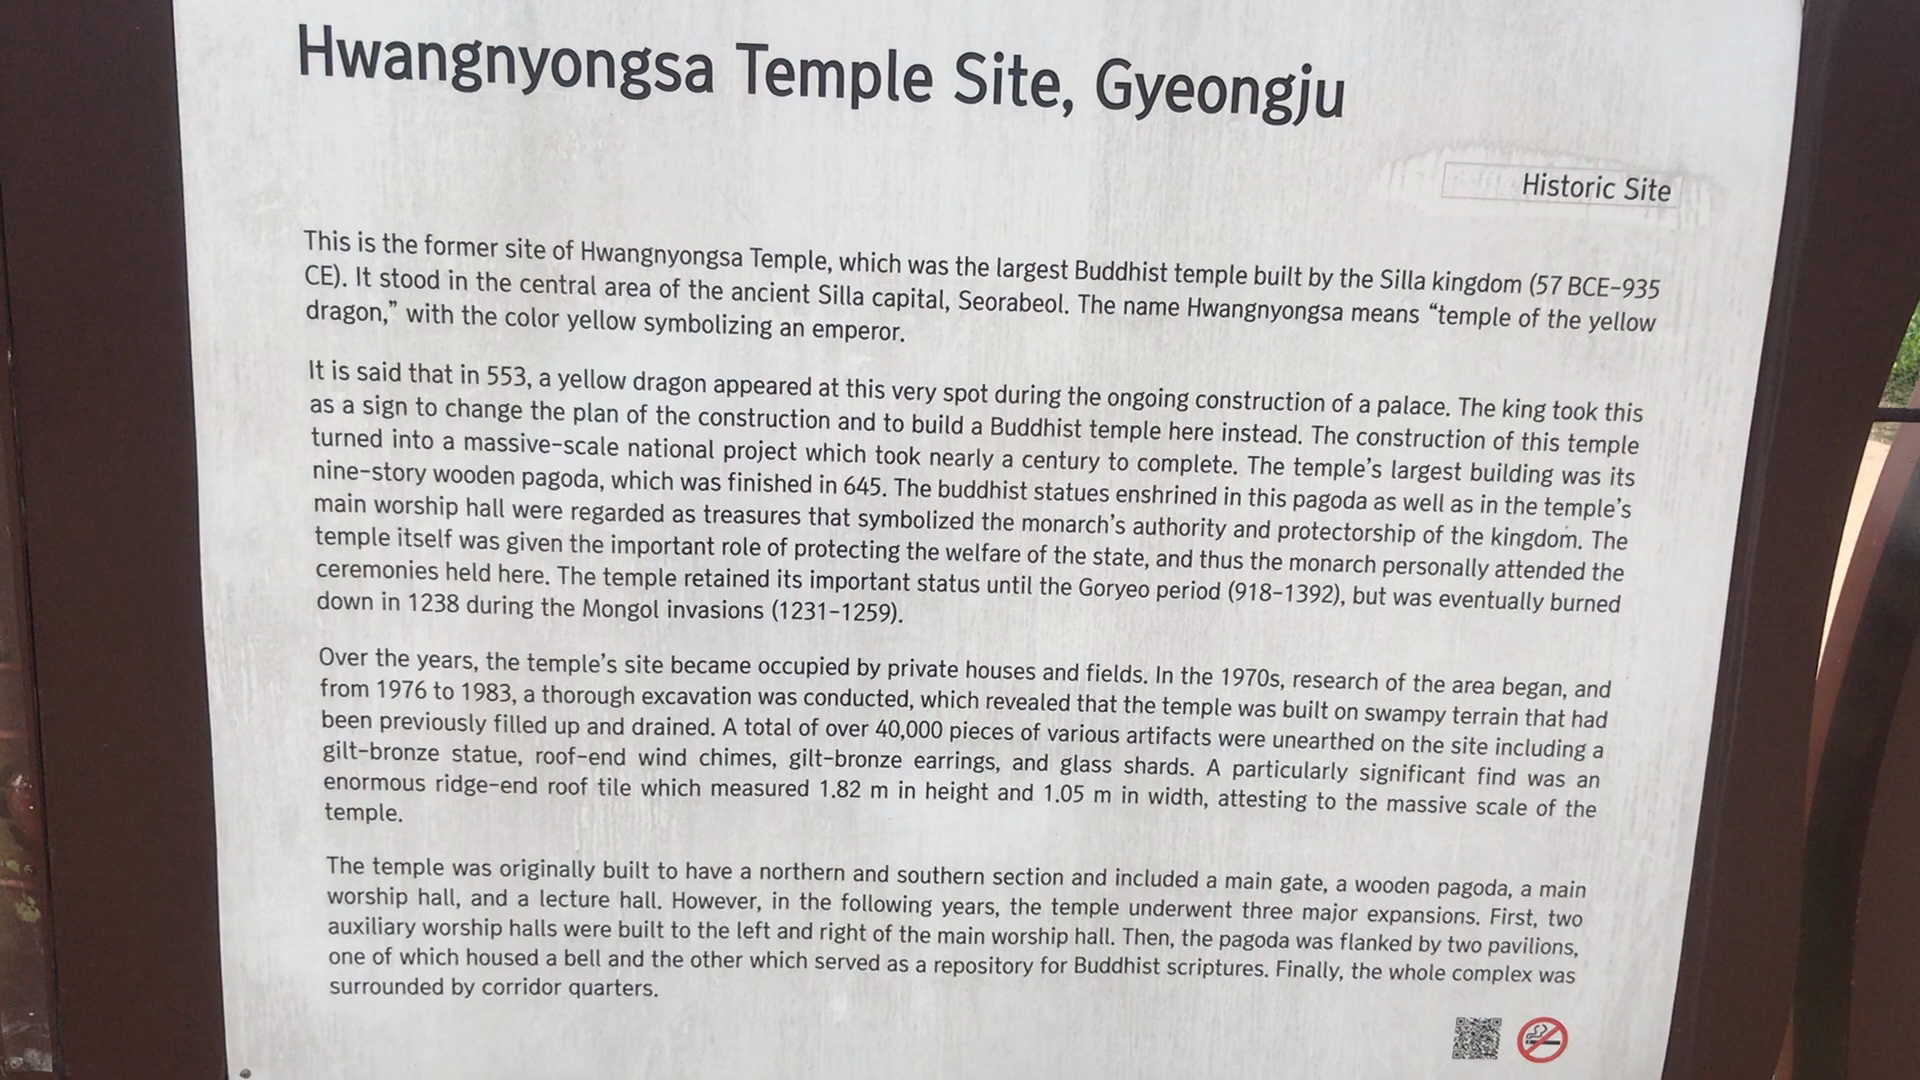 Hwangnyongsa Temple Site, Gyeongju
Historic Site
This is the former site of Hwangnyongsa Temple, which was the largest Buddhist temple built by the Silla kingdom (57 BCE-935
CE). It stood in the central area of the ancient Silla capital, Seorabeol. The name Hwangnyongsa means “temple of the yellow
dragon,” with the color yellow symbolizing an emperor.
It is said that in 553, a yellow dragon appeared at this very spot during the ongoing construction of a palace. The king took this
as a sign to change the plan of the construction and to build a Buddhist temple here instead. The construction of this temple
turned into a massive-scale national project which took nearly a century to complete. The temple’s largest building was its
nine-story wooden pagoda, which was finished in 645. The buddhist statues enshrined in this pagoda as well as in the temple’s
main worship hall were regarded as treasures that symbolized the monarch’s authority and protectorship of the kingdom. The
temple itself was given the important role of protecting the welfare of the state, and thus the monarch personally attended the
ceremonies held here. The temple retained its important status until the Goryeo period (918-1392), but was eventually burned
down in 1238 during the Mongol invasions (1231-1259).
Over the years, the temple’s site became occupied by private houses and fields. In the 1970s, research of the area began, and
from 1976 to 1983, a thorough excavation was conducted, which revealed that the temple was built on swampy terrain that had
been previously filled up and drained. A total of over 40,000 pieces of various artifacts were unearthed on the site including a
gilt-bronze statue, roof-end wind chimes, gilt-bronze earrings, and glass shards. A particularly significant find was an
enormous ridge-end roof tile which measured 1.82 m in height and 1.05 m in width, attesting to the massive scale of the
temple.
The temple was originally built to have a northern and southern section and included a main gate, a wooden pagoda, a main
worship hall, and a lecture hall. However, in the following years, the temple underwent three major expansions. First, two
auxiliary worship halls were built to the left and right of the main worship hall. Then, the pagoda was flanked by two pavilions,
one of which housed a bell and the other which served as a repository for Buddhist scriptures. Finally, the whole complex was
surrounded by corridor quarters.